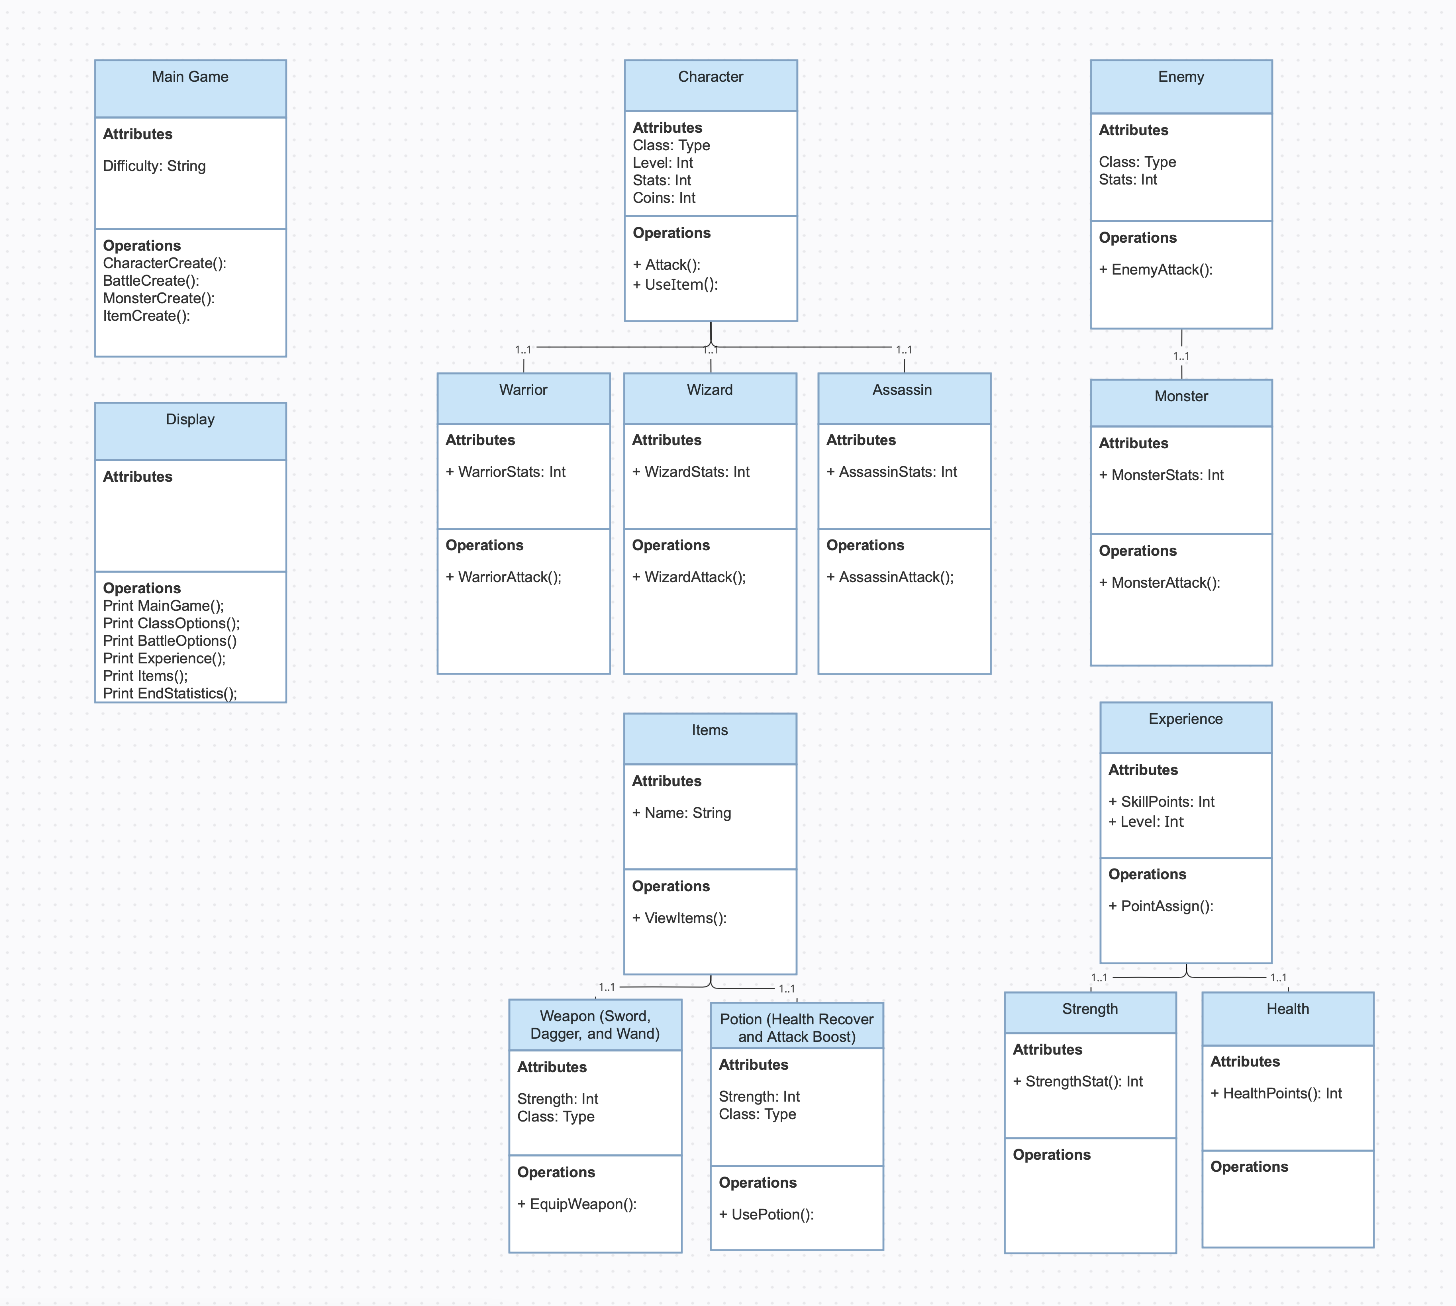 Main Game
Attributes
Difficulty: String
Operations
CharacterCreate():
BattleCreate():
MonsterCreate():
ItemCreate():
Display
Attributes
Operations
Print MainGame();
Print ClassOptions();
Print BattleOptions()
Print Experience();
Print Items();
Print EndStatistics();
Character
Attributes
Class: Type
Level: Int
Stats: Int
Coins: Int
Operations
+ Attack():
+ UseItem():
1..1
1..1
1..1
Warrior
Attributes
+ WarriorStats: Int
Operations
+ WarriorAttack();
Wizard
Attributes
+ WizardStats: Int
Operations
+ WizardAttack();
Assassin
Attributes
+ AssassinStats: Int
Operations
+ AssassinAttack();
Enemy
Attributes
Class: Type
Stats: Int
Operations
+ EnemyAttack():
1..1
Monster
Attributes
+ MonsterStats: Int
Operations
+ MonsterAttack():
Items
Attributes
+ Name: String
Operations
+ ViewItems():
1..1
1..1
Weapon (Sword,
Dagger, and Wand)
Attributes
Strength: Int
Class: Type
Operations
+ EquipWeapon():
Potion (Health Recover
and Attack Boost)
Attributes
Strength: Int
Class: Type
Operations
+ UsePotion():
Experience
Attributes
+ SkillPoints: Int
+ Level: Int
Operations
+ PointAssign():
1..1
1..1
Strength
Attributes
+ StrengthStat(): Int
Operations
Health
Attributes
+ HealthPoints(): Int
Operations